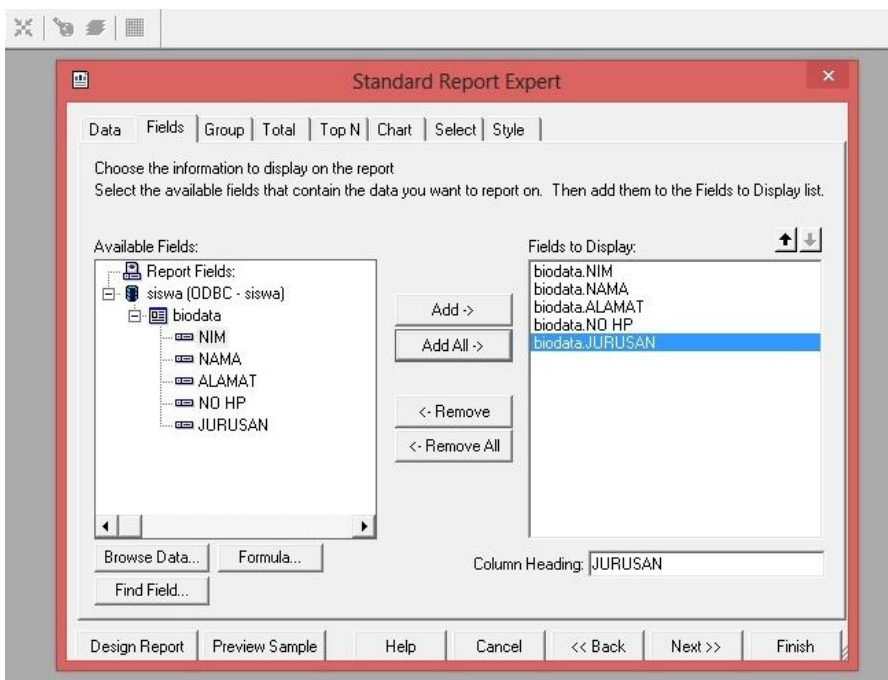 Standard Report Expert
×
Data Fields Group Total Top N Chart Select Style
Choose the information to display on the report
Select the available fields that contain the data you want to report on. Then add them to the Fields to Display list.
Available Fields:
Report Fields:
siswa (ODBC - siswa)
biodata
NIM
NAMA
ALAMAT
NO HP
JURUSAN
Add ->
Add All ->
<- Remove
<- Remove All
Fields to Display:
biodata.NIM
biodata.NAMA
biodata.ALAMAT
biodata.NO HP
biodata.JURUSAN
Browse Data... Formula...
Column Heading: JURUSAN
Find Field...
Design Report Preview Sample Help Cancel << Back Next >> Finish